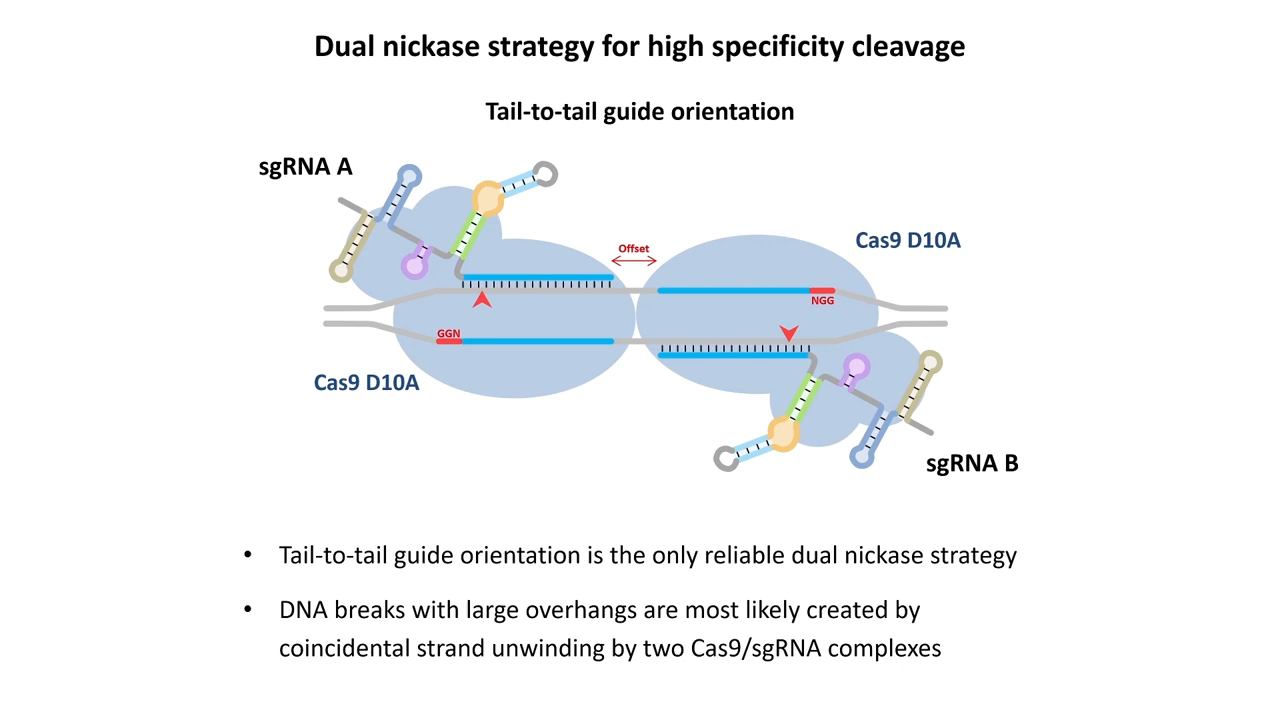 Dual nickase strategy for high specificity cleavage
Tail-to-tail guide orientation
sgRNA A
Cas9 D10A
Offset
NGG
GGN
Cas9 D10A
sgRNA B
• Tail-to-tail guide orientation is the only reliable dual nickase strategy
• DNA breaks with large overhangs are most likely created by
coincidental strand unwinding by two Cas9/sgRNA complexes